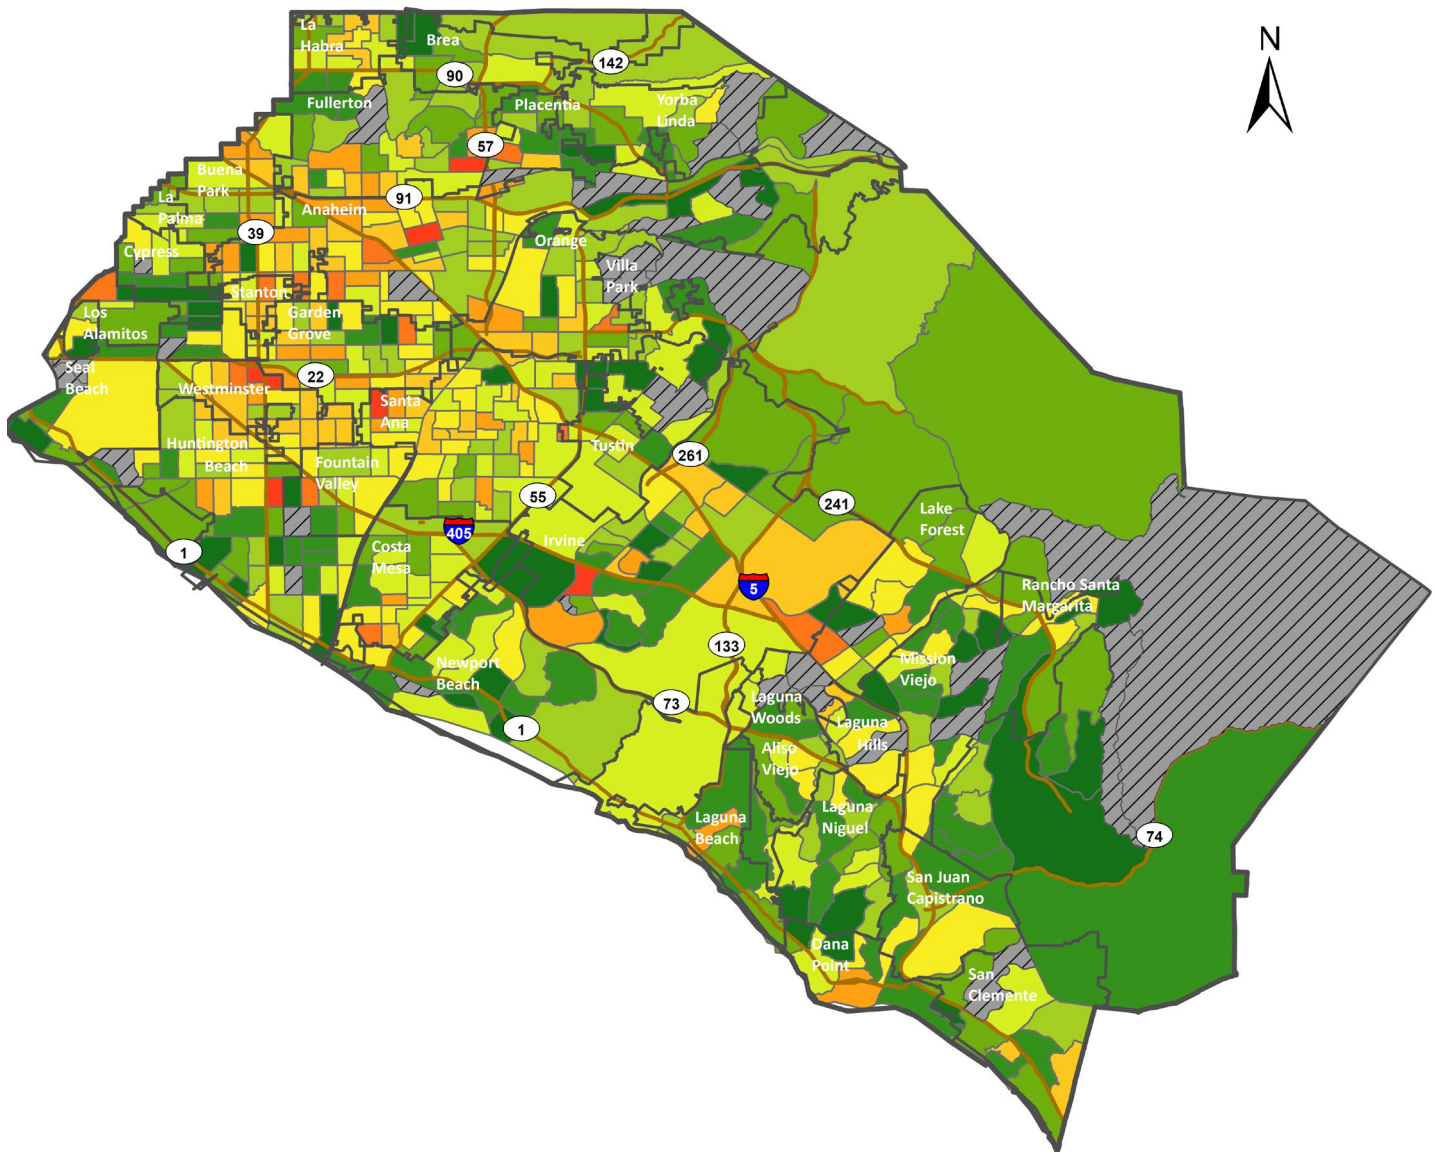 N
La
Habra
Brea
142
90
Fullerton
Placentia
Yorba
Linda
57
Buena
Park
91
La
Palma
Anaheim
39
Orange
Cypress
Villa
Park
Stanton
Garden
Grove
Los
Alamitos
Seal
Beach
22
Westminster
Santa
Ana
Huntington
Beach
Tustin
261
Fountain
Valley
55
241
Lake
Forest
405
Irvine
1
Costa
Mesa
5
Rancho Santa
Margarita
133
Mission
Viejo
Newport
Beach
73
Laguna
Woods
1
Laguna
Hills
Aliso
Viejo
Laguna
Beach
Laguna
Niguel
74
San Juan
Capistrano
Dana
Point
San
Clemente